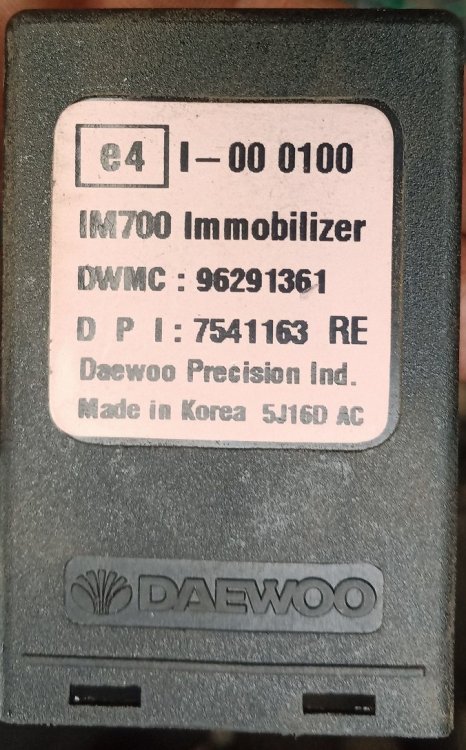 e4 I-00 0100
IM700 Immobilizer
DWMC : 96291361
D P I : 7541163 RE
Daewoo Precision Ind.
Made in Korea 5J16D AC
DAEWOO